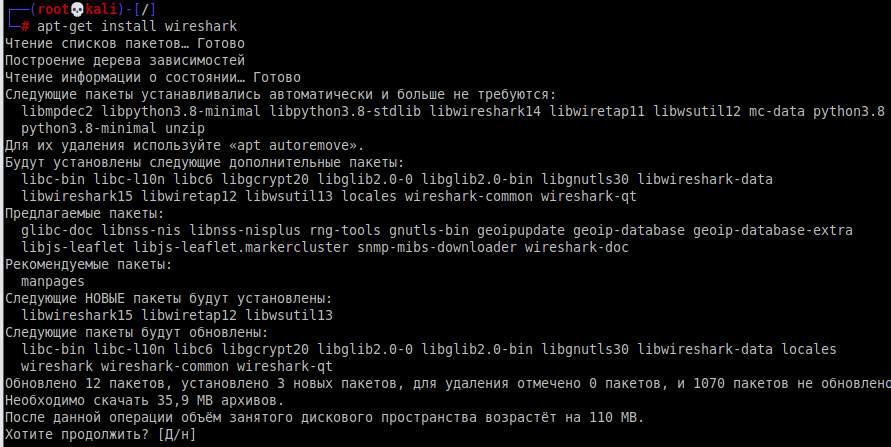 ┌──(root💀kali)-[/]
└─# apt-get install wireshark
Чтение списков пакетов… Готово
Построение дерева зависимостей
Чтение информации о состоянии… Готово
Следующие пакеты устанавливались автоматически и больше не требуются:
libmpdec2 libpython3.8-minimal libpython3.8-stdlib libwireshark14 libwiretap11 libwsutil12 mc-data python3.8
python3.8-minimal unzip
Для их удаления используйте «apt autoremove».
Будут установлены следующие дополнительные пакеты:
libc-bin libc-l10n libc6 libgcrypt20 libglib2.0-0 libglib2.0-bin libgnutls30 libwireshark-data
libwireshark15 libwiretap12 libwsutil13 locales wireshark-common wireshark-qt
Предлагаемые пакеты:
glibc-doc libnss-nis libnss-nisplus rng-tools gnutls-bin geoipupdate geoip-database geoip-database-extra
libjs-leaflet libjs-leaflet.markercluster snmp-mibs-downloader wireshark-doc
Рекомендуемые пакеты:
manpages
Следующие НОВЫЕ пакеты будут установлены:
libwireshark15 libwiretap12 libwsutil13
Следующие пакеты будут обновлены:
libc-bin libc-l10n libc6 libgcrypt20 libglib2.0-0 libglib2.0-bin libgnutls30 libwireshark-data locales
wireshark wireshark-common wireshark-qt
Обновлено 12 пакетов, установлено 3 новых пакетов, для удаления отмечено 0 пакетов, и 1070 пакетов не обновлено
Необходимо скачать 35,9 MB архивов.
После данной операции объём занятого дискового пространства возрастёт на 110 MB.
Хотите продолжить? [Д/н]